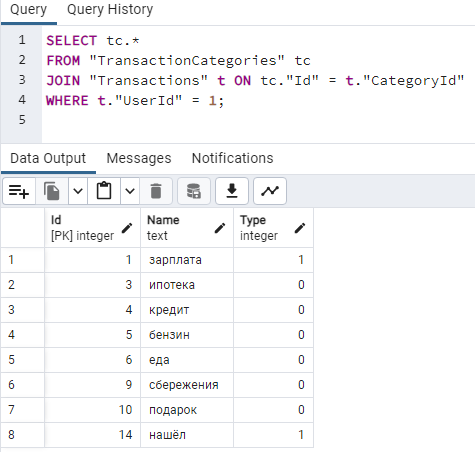 Query Query History
1 SELECT tc.*
2 FROM "TransactionCategories" tc
3 JOIN "Transactions" t ON tc."Id" = t."CategoryId"
4 WHERE t."UserId" = 1;
5
Data Output Messages Notifications
Id Name Type
[PK] integer text integer
1 1 зарплата 1
2 3 ипотека 0
3 4 кредит 0
4 5 бензин 0
5 6 еда 0
6 9 сбережения 0
7 10 подарок 0
8 14 нашёл 1